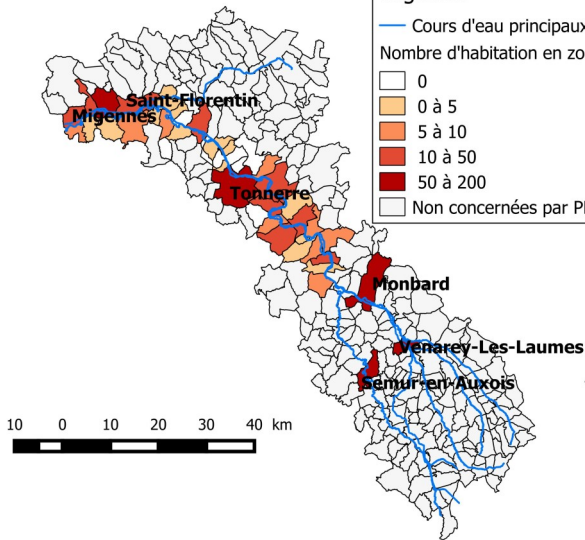 Cours d'eau principaux
Nombre d'habitation en zo
0
0 à 5
5 à 10
10 à 50
50 à 200
Non concernées par
Saint-Florentin
Migennes
Tonnerre
Monbard
Venarey-Les-Laumes
Semur-en-Auxois
10 0 10 20 30 40 km